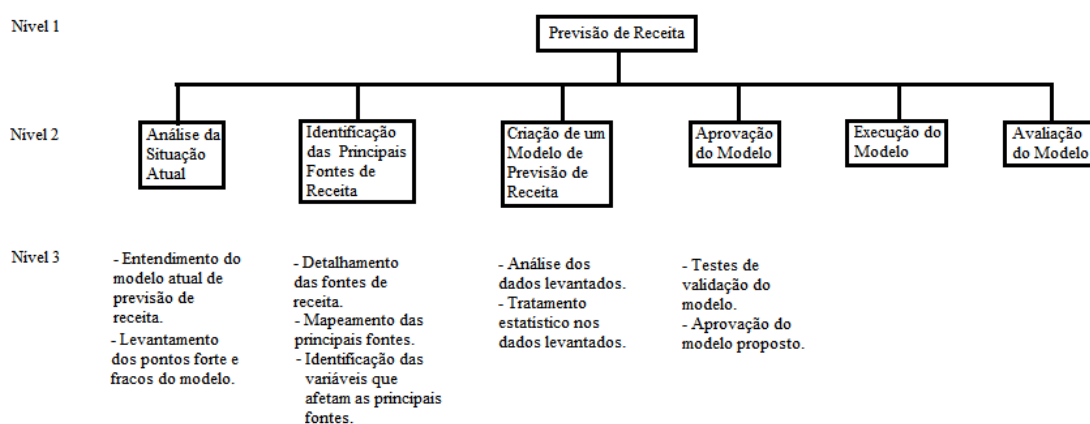 Nivel 1
Previsão de Receita
Nivel 2
Análise da
Situação
Atual
Identificação
das Principais
Fontes de
Receita
Criação de um
Modelo de
Previsão de
Receita
Aprovação
do Modelo
Execução do
Modelo
Avaliação
do Modelo
Nivel 3
- Entendimento do
modelo atual de
previsão de
receita.
- Levantamento
dos pontos forte e
fracos do modelo.
- Detalhamento
das fontes de
receita.
- Mapeamento das
principais fontes.
- Identificação das
variáveis que
afetam as principais
fontes.
- Análise dos
dados levantados.
- Tratamento
estatístico nos
dados levantados.
- Testes de
validação do
modelo.
- Aprovação do
modelo proposto.